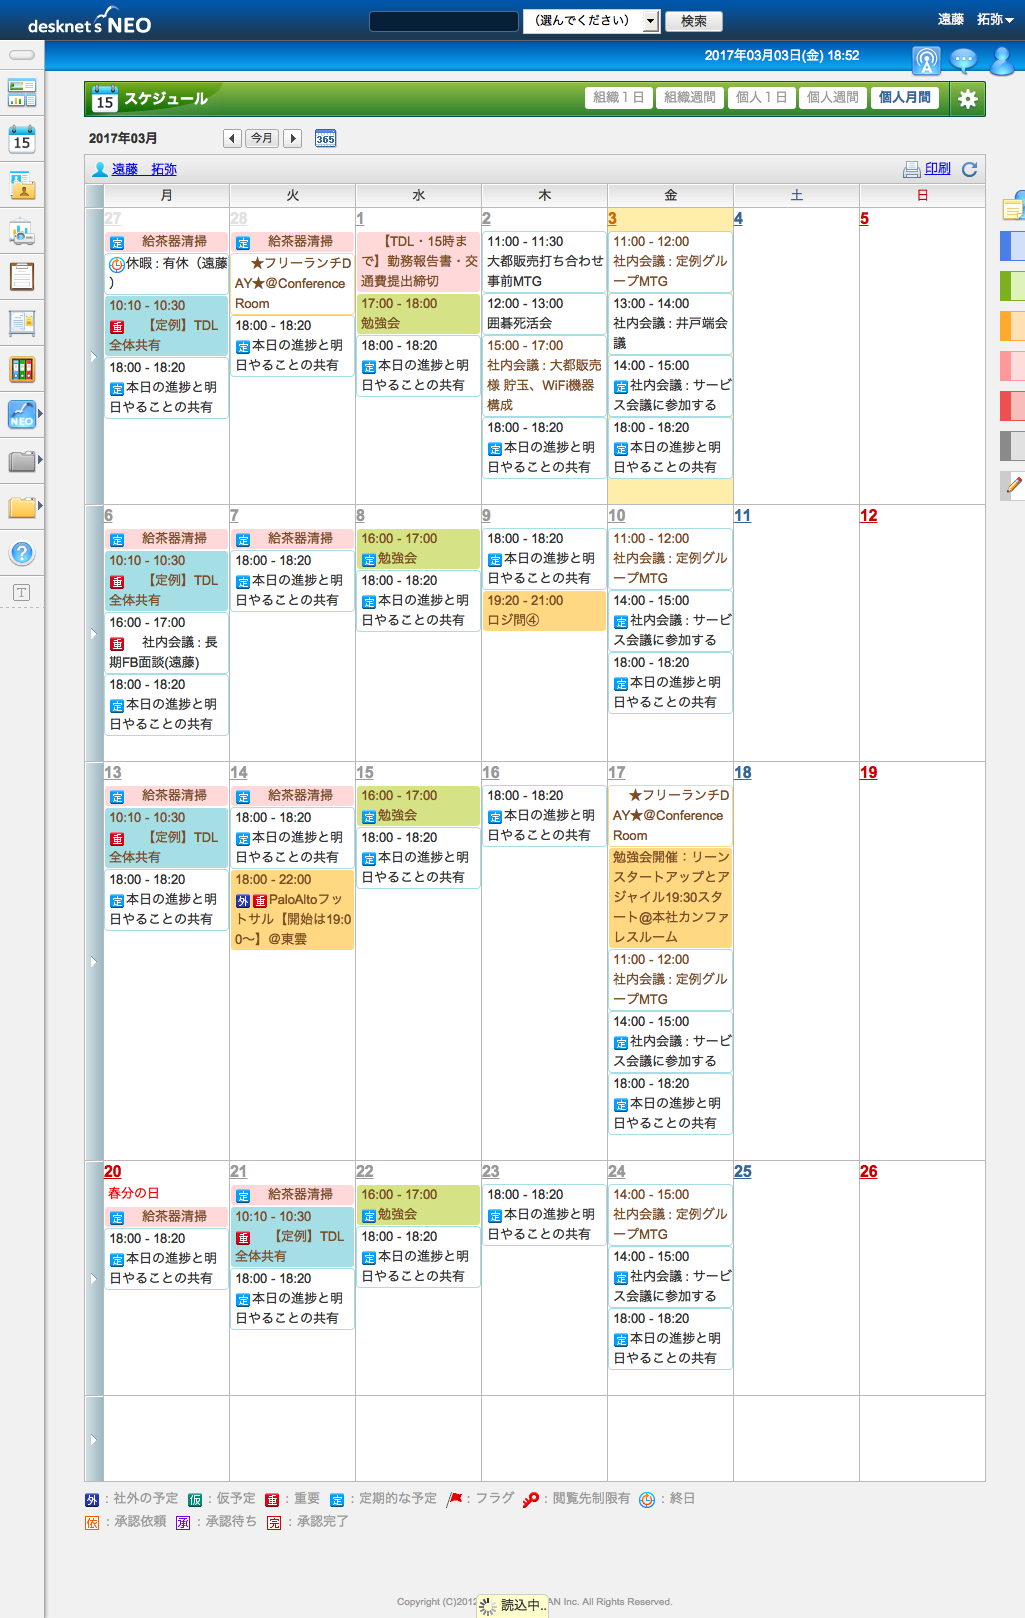 desknet's NEO
（選んでください）
検索
遠藤　拓弥
2017年03月03日(金) 18:52
15
スケジュール
組織１日
組織週間
個人１日
個人週間
個人月間
15
2017年03月
今月
365
遠藤　拓弥
印刷
NEO
?
T
月
火
水
木
金
土
日
27
定 給茶器清掃
休暇 : 有休（遠藤
）
10:10 - 10:30
重 【定例】TDL
全体共有
18:00 - 18:20
定本日の進捗と明
日やることの共有
28
定 給茶器清掃
★フリーランチD
AY★@Conference
Room
18:00 - 18:20
定本日の進捗と明
日やることの共有
1
【TDL・15時ま
で】勤務報告書・交
通費提出締切
17:00 - 18:00
勉強会
18:00 - 18:20
定本日の進捗と明
日やることの共有
2
11:00 - 11:30
大都販売打ち合わせ
事前MTG
12:00 - 13:00
囲碁死活会
15:00 - 17:00
社内会議 : 大都販売
様 貯玉、WiFi機器
構成
18:00 - 18:20
定本日の進捗と明
日やることの共有
3
11:00 - 12:00
社内会議 : 定例グル
ープMTG
13:00 - 14:00
社内会議 : 井戸端会
議
14:00 - 15:00
定社内会議 : サービ
ス会議に参加する
18:00 - 18:20
定本日の進捗と明
日やることの共有
4
5
6
定 給茶器清掃
10:10 - 10:30
重 【定例】TDL
全体共有
16:00 - 17:00
重 社内会議 : 長
期FB面談(遠藤)
18:00 - 18:20
定本日の進捗と明
日やることの共有
7
定 給茶器清掃
18:00 - 18:20
定本日の進捗と明
日やることの共有
8
16:00 - 17:00
定勉強会
18:00 - 18:20
定本日の進捗と明
日やることの共有
9
18:00 - 18:20
定本日の進捗と明
日やることの共有
19:20 - 21:00
ロジ問④
10
11:00 - 12:00
社内会議 : 定例グル
ープMTG
14:00 - 15:00
定社内会議 : サービ
ス会議に参加する
18:00 - 18:20
定本日の進捗と明
日やることの共有
11
12
13
定 給茶器清掃
10:10 - 10:30
重 【定例】TDL
全体共有
18:00 - 18:20
定本日の進捗と明
日やることの共有
14
定 給茶器清掃
18:00 - 18:20
定本日の進捗と明
日やることの共有
18:00 - 22:00
外 重PaloAltoフッ
トサル【開始は19:0
0〜】@東雲
15
16:00 - 17:00
定勉強会
18:00 - 18:20
定本日の進捗と明
日やることの共有
16
18:00 - 18:20
定本日の進捗と明
日やることの共有
17
★フリーランチD
AY★@Conference
Room
勉強会開催：リーン
スタートアップとア
ジャイル19:30スタ
ート@本社カンファ
レスルーム
11:00 - 12:00
社内会議 : 定例グル
ープMTG
14:00 - 15:00
定社内会議 : サービ
ス会議に参加する
18:00 - 18:20
定本日の進捗と明
日やることの共有
18
19
20
春分の日
定 給茶器清掃
18:00 - 18:20
定本日の進捗と明
日やることの共有
21
定 給茶器清掃
10:10 - 10:30
重 【定例】TDL
全体共有
18:00 - 18:20
定本日の進捗と明
日やることの共有
22
16:00 - 17:00
定勉強会
18:00 - 18:20
定本日の進捗と明
日やることの共有
23
18:00 - 18:20
定本日の進捗と明
日やることの共有
24
14:00 - 15:00
社内会議 : 定例グル
ープMTG
14:00 - 15:00
定社内会議 : サービ
ス会議に参加する
18:00 - 18:20
定本日の進捗と明
日やることの共有
25
26
外 : 社外の予定 仮 : 仮予定 重 : 重要 定 : 定期的な予定 : フラグ : 閲覧先制限有 : 終日
依 : 承認依頼 承 : 承認待ち 完 : 承認完了
Copyright (C)2012 AN Inc. All Rights Reserved.
読込中..